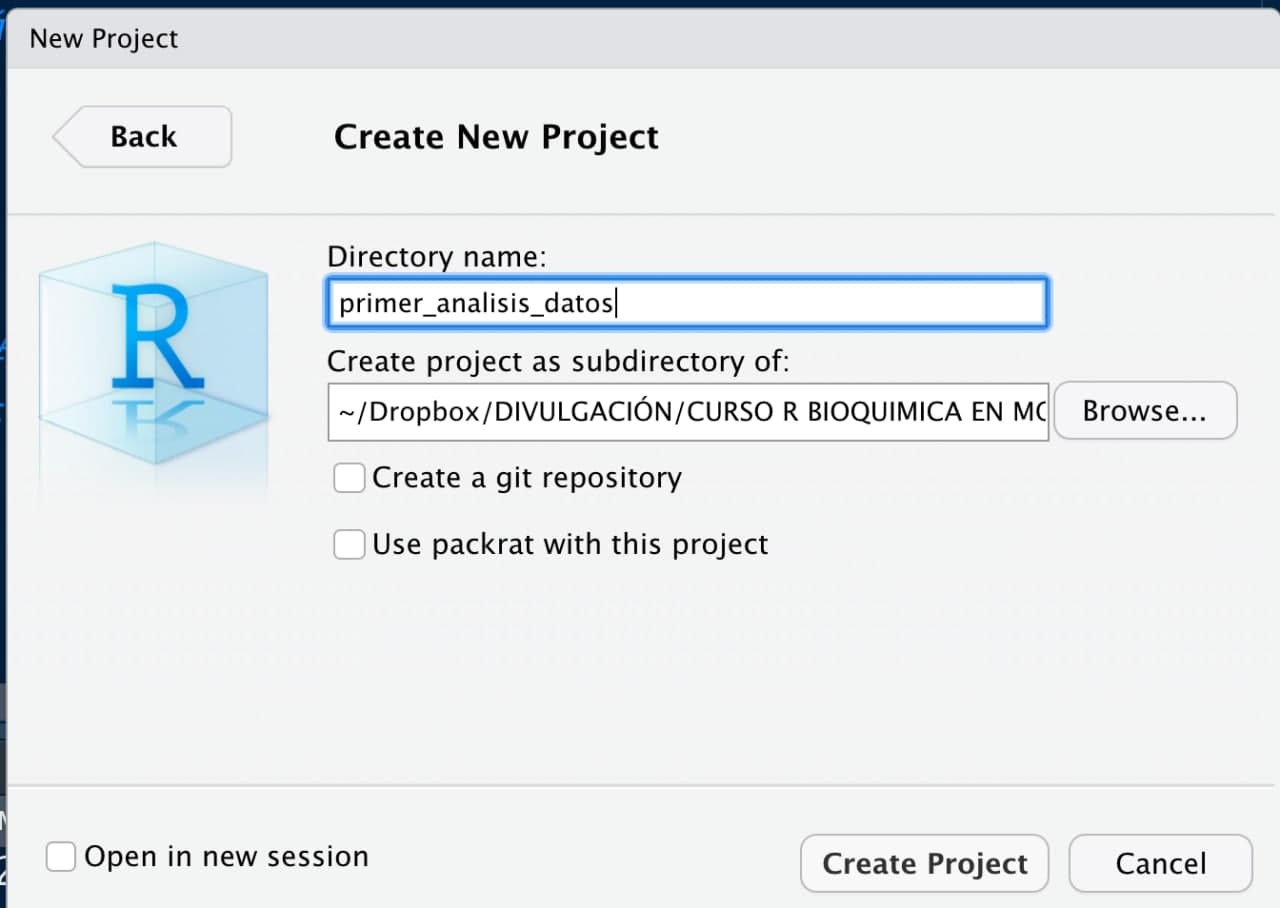 New Project
Back
Create New Project
R
Directory name:
primer_analisis_datos
Create project as subdirectory of:
~/Dropbox/DIVULGACIÓN/CURSO R BIOQUIMICA EN
Browse...
Create a git repository
Use packrat with this project
Open in new session
Create Project
Cancel